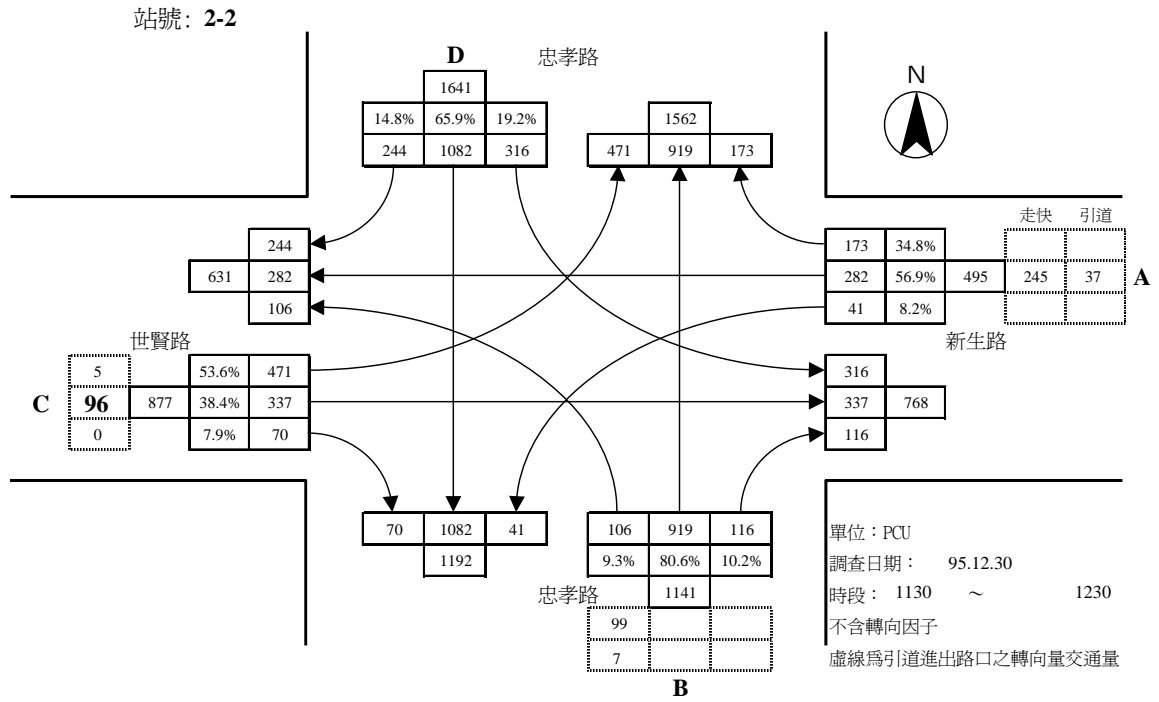 站號: 2-2
D 忠孝路
N
1641
14.8% 65.9% 19.2%
244 1082 316
1562
471 919 173
走快 引道
244
631 282
106
173 34.8%
282 56.9% 495 245 37 A
41 8.2%
世賢路
新生路
5 53.6% 471
C 96 877 38.4% 337
0 7.9% 70
316
337 768
116
70 1082 41
1192
106 919 116
9.3% 80.6% 10.2%
忠孝路 1141
99
7
B
單位：PCU
調查日期： 95.12.30
時段： 1130 ～ 1230
不含轉向因子
虛線爲引道進出路口之轉向量交通量